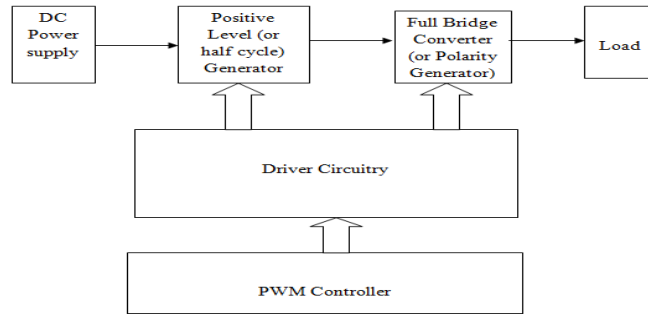 DC
Power
supply
Positive
Level (or
half cycle)
Generator
Full Bridge
Converter
(or Polarity
Generator)
Load
Driver Circuitry
PWM Controller